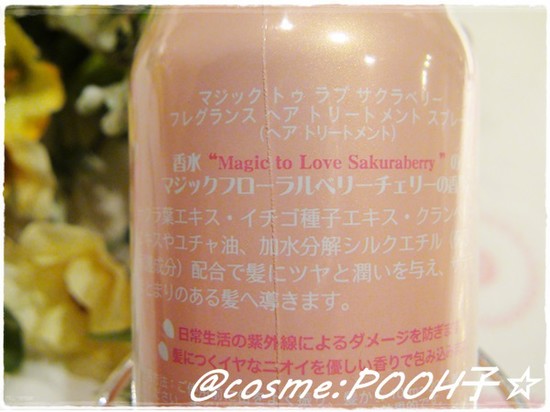 マジック トゥ ラブ サクラベリー
フレグランス ヘア トリートメント スプレー
(ヘア トリートメント)
香水 “Magic to Love Sakuraberry” の
マジックフローラルベリーチェリーの香
ラ葉エキス・イチゴ種子エキス・クラン
キスやユチャ油、加水分解シルクエチル
成分）配合で髪にツヤと潤いを与え、
まりのある髪へ導きます。
日常生活の紫外線によるダメージを防ぎま
髪につくイヤなニオイを優しい香りで包み込み
@cosme:POOH子☆